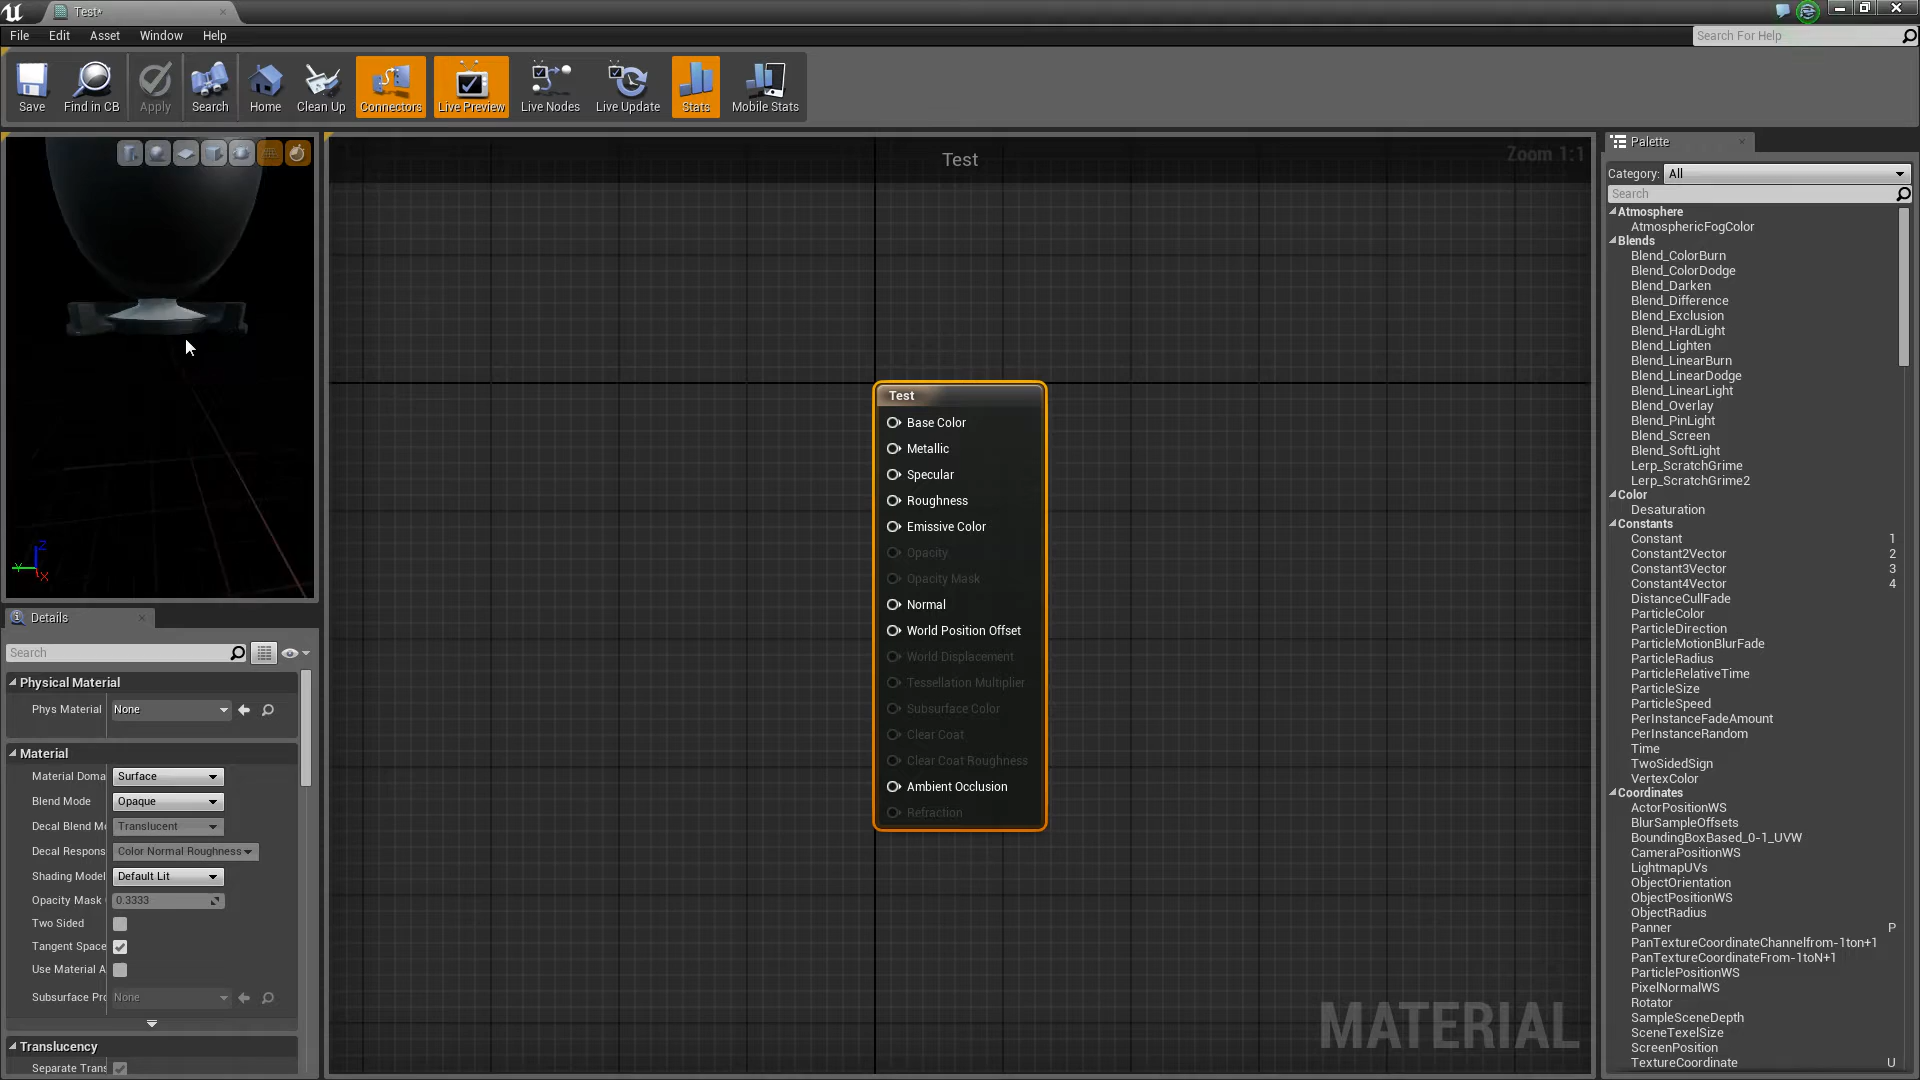 Test*
File Edit Asset Window Help
Search For Help
Save Find in CB Apply Search Home Clean Up Connectors Live Preview Live Nodes Live Update Stats Mobile Stats
Test
Zoom 1:1
Z
Y
X
Details
Search
Physical Material
Phys Material None
Material
Material Doma Surface
Blend Mode Opaque
Decal Blend Mo Translucent
Decal Respons Color Normal Roughness
Shading Model Default Lit
Opacity Mask 0.3333
Two Sided
Tangent Space
Use Material A
Subsurface Pro None
Translucency
Separate Trans
Test
Base Color
Metallic
Specular
Roughness
Emissive Color
Opacity
Opacity Mask
Normal
World Position Offset
World Displacement
Tessellation Multiplier
Subsurface Color
Clear Coat
Clear Coat Roughness
Ambient Occlusion
Refraction
MATERIAL
Palette
Category: All
Search
Atmosphere
AtmosphericFogColor
Blends
Blend_ColorBurn
Blend_ColorDodge
Blend_Darken
Blend_Difference
Blend_Exclusion
Blend_HardLight
Blend_Lighten
Blend_LinearBurn
Blend_LinearDodge
Blend_LinearLight
Blend_Overlay
Blend_PinLight
Blend_Screen
Blend_SoftLight
Lerp_ScratchGrime
Lerp_ScratchGrime2
Color
Desaturation
Constants
Constant 1
Constant2Vector 2
Constant3Vector 3
Constant4Vector 4
DistanceCullFade
ParticleColor
ParticleDirection
ParticleMotionBlurFade
ParticleRadius
ParticleRelativeTime
ParticleSize
ParticleSpeed
PerInstanceFadeAmount
PerInstanceRandom
Time
TwoSidedSign
VertexColor
Coordinates
ActorPositionWS
BlurSampleOffsets
BoundingBoxBased_0-1_UVW
CameraPositionWS
LightmapUVs
ObjectOrientation
ObjectPositionWS
ObjectRadius
Panner P
PanTextureCoordinateChannelfrom-1ton+1
PanTextureCoordinateFrom-1toN+1
ParticlePositionWS
PixelNormalWS
Rotator
SampleSceneDepth
SceneTexelSize
ScreenPosition
TextureCoordinate U